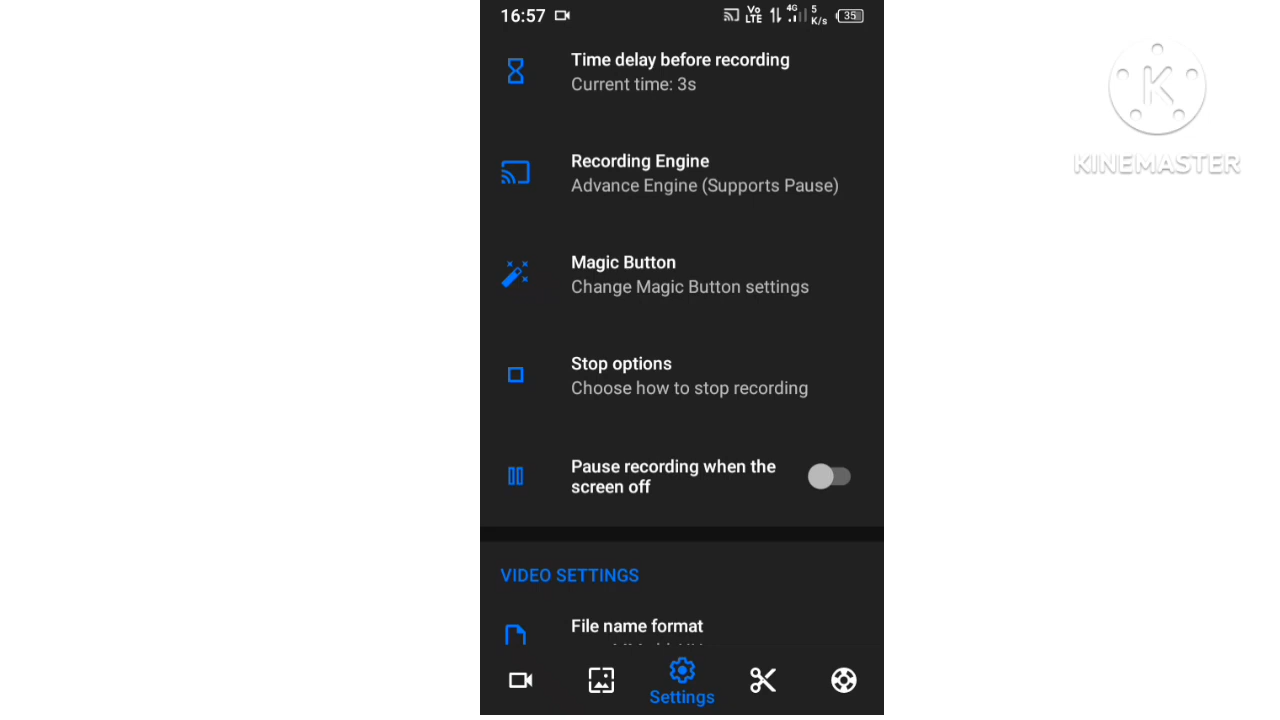 16:57 Vo LTE 4G 5 K/s 35
Time delay before recording
Current time: 3s
Recording Engine
Advance Engine (Supports Pause)
Magic Button
Change Magic Button settings
Stop options
Choose how to stop recording
Pause recording when the
screen off
VIDEO SETTINGS
File name format
Settings
K
KINEMASTER